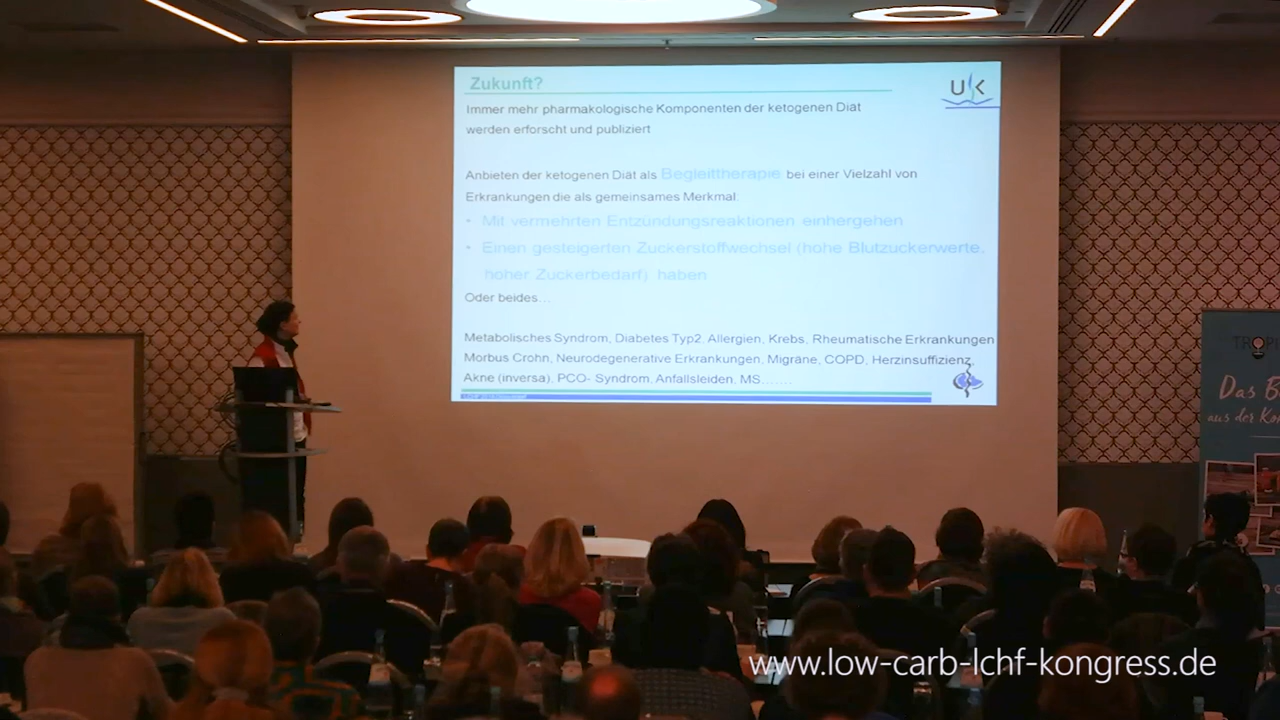 Zukunft?
UK
Immer mehr pharmakologische Komponenten der ketogenen Diät
werden erforscht und publiziert
Anbieten der ketogenen Diät als Begleittherapie bei einer Vielzahl von
Erkrankungen die als gemeinsames Merkmal:
• Mit vermehrten Entzündungsreaktionen einhergehen
• Einen gesteigerten Zuckerstoffwechsel (hohe Blutzuckerwerte,
hoher Zuckerbedarf) haben
Oder beides...
Metabolisches Syndrom, Diabetes Typ2, Allergien, Krebs, Rheumatische Erkrankungen
Morbus Crohn, Neurodegenerative Erkrankungen, Migräne, COPD, Herzinsuffizienz,
Akne (inversa), PCO- Syndrom, Anfallsleiden, MS.......
Das B
aus der Ko
www.low-carb-lchf-kongress.de